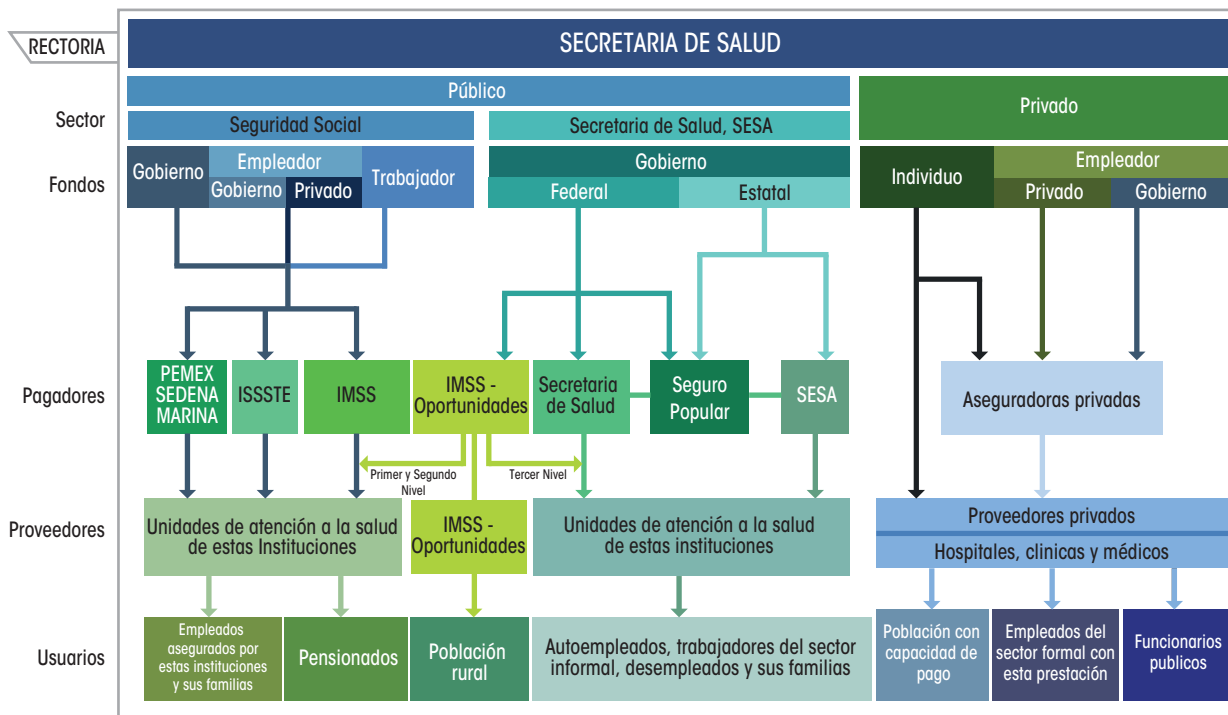 RECTORIA
SECRETARIA DE SALUD
Sector
Público
Privado
Seguridad Social
Secretaria de Salud, SESA
Fondos
Gobierno
Empleador
Gobierno
Privado
Trabajador
Gobierno
Federal
Estatal
Individuo
Empleador
Privado
Gobierno
Pagadores
PEMEX
SEDENA
MARINA
ISSSTE
IMSS
IMSS -
Oportunidades
Secretaria
de Salud
Seguro
Popular
SESA
Aseguradoras privadas
Primer y Segundo
Nivel
Tercer Nivel
Proveedores
Unidades de atención a la salud
de estas Instituciones
IMSS -
Oportunidades
Unidades de atención a la salud
de estas instituciones
Proveedores privados
Hospitales, clinicas y médicos
Usuarios
Empleados
asegurados por
estas instituciones
y sus familias
Pensionados
Población
rural
Autoempleados, trabajadores del sector
informal, desempleados y sus familias
Población con
capacidad de
pago
Empleados del
sector formal con
esta prestación
Funcionarios
publicos